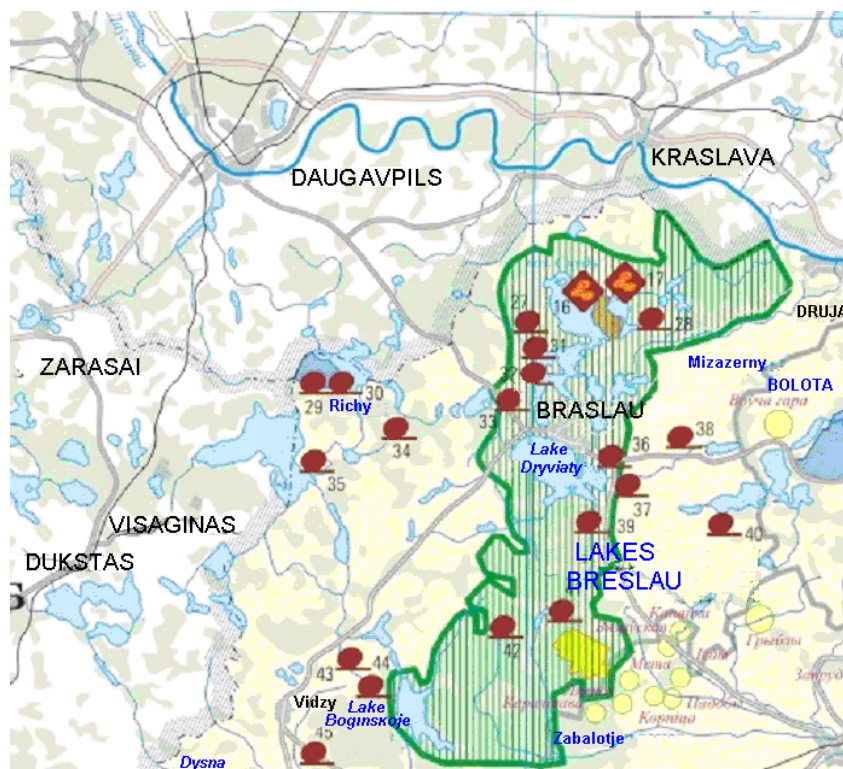 KRASLAVA
DAUGAVPILS
17
16
27
28
DRUJA
31
ZARASAI
32
Mizazerny
29
30
Richy
BOLOTA
33
BRASLAU
34
36
38
Lake
Dryviaty
35
37
VISAGINAS
39
40
DUKSTAS
LAKES
BRESLAU
42
43
44
Vidzy
Lake
Boginskoje
45
Zabalotje
Dysna